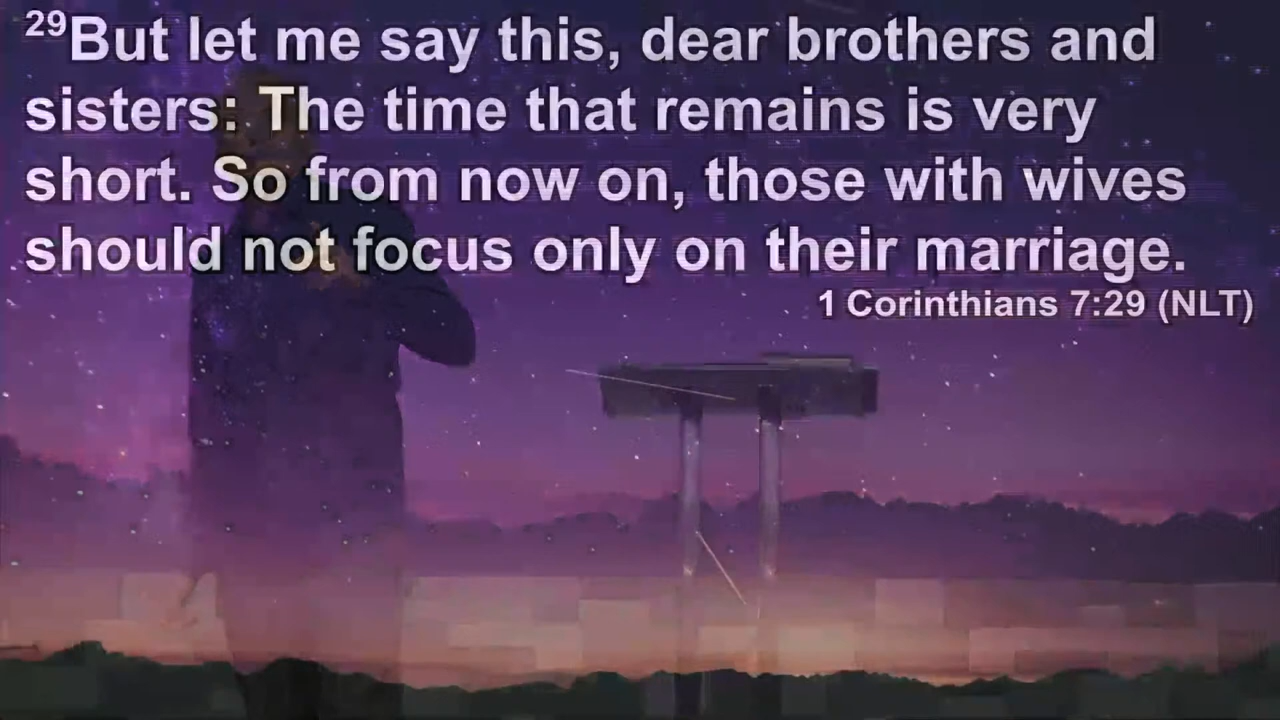 29But let me say this, dear brothers and
sisters: The time that remains is very
short. So from now on, those with wives
should not focus only on their marriage.
1 Corinthians 7:29 (NLT)